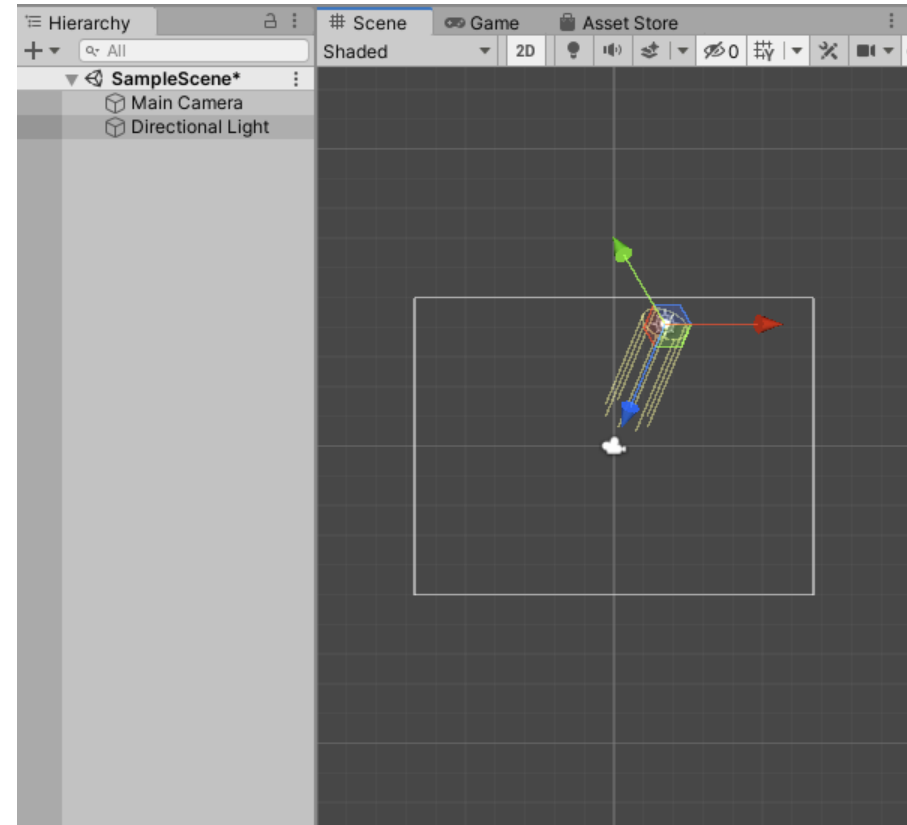 Hierarchy
All
SampleScene*
Main Camera
Directional Light
Scene Game Asset Store
Shaded 2D 0